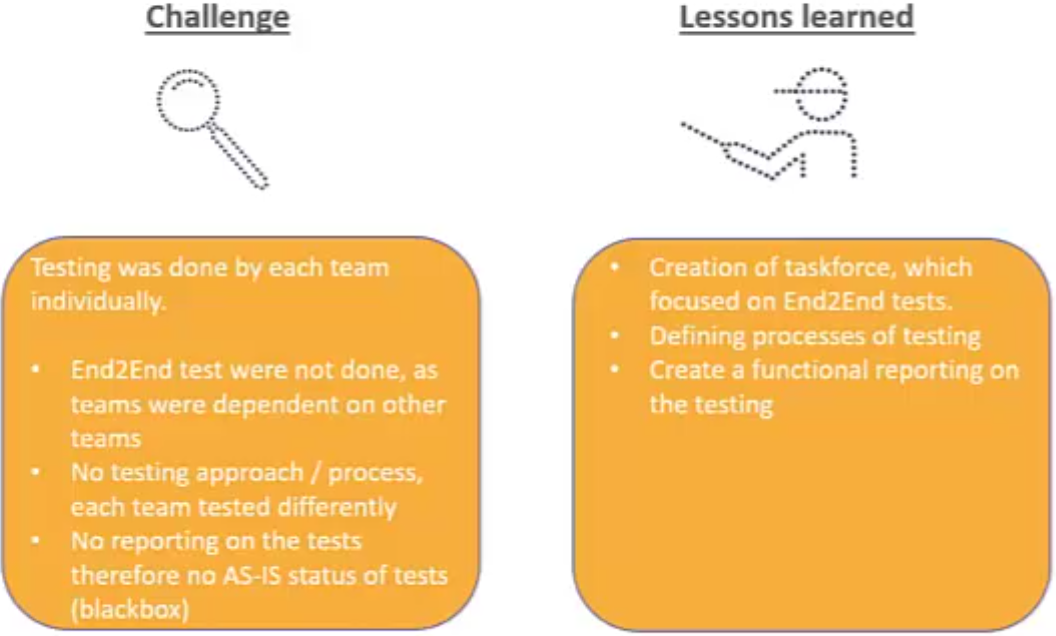 Challenge
Lessons learned
Testing was done by each team
individually.
• End2End test were not done, as
teams were dependent on other
teams
• No testing approach / process,
each team tested differently
• No reporting on the tests
therefore no AS-IS status of tests
(blackbox)
• Creation of taskforce, which
focused on End2End tests.
• Defining processes of testing
• Create a functional reporting on
the testing